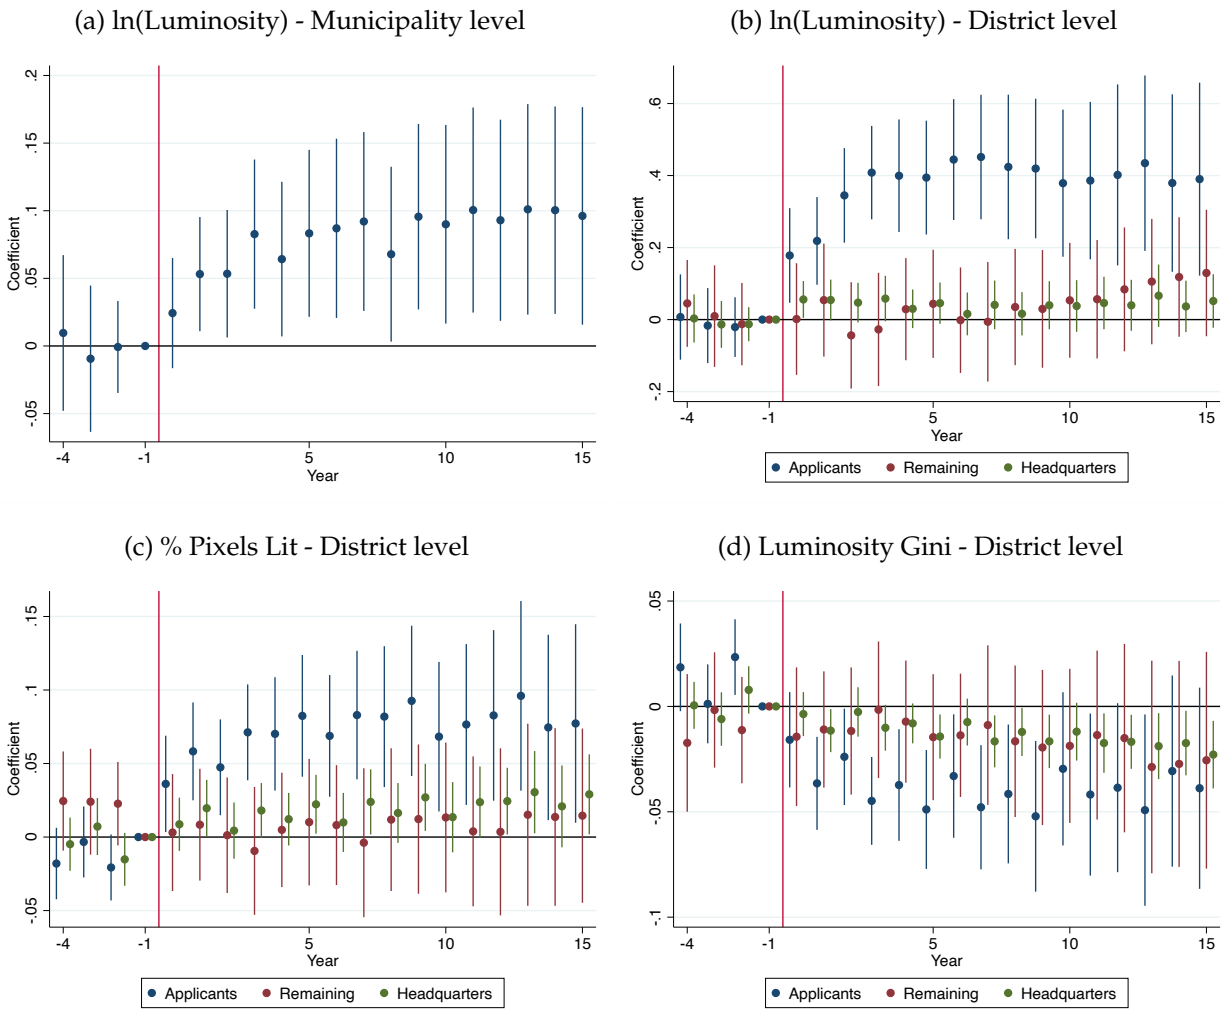 (a) ln(Luminosity) - Municipality level
.2
.15
.1
.05
0
-.05
Coefficient
-4
-1
5
10
15
Year
(b) ln(Luminosity) - District level
.6
.4
.2
0
-.2
Coefficient
-4
-1
5
10
15
Year
Applicants Remaining Headquarters
(c) % Pixels Lit - District level
.15
.1
.05
0
-.05
Coefficient
-4
-1
5
10
15
Year
Applicants Remaining Headquarters
(d) Luminosity Gini - District level
.05
0
-.05
-.1
Coefficient
-4
-1
5
10
15
Year
Applicants Remaining Headquarters